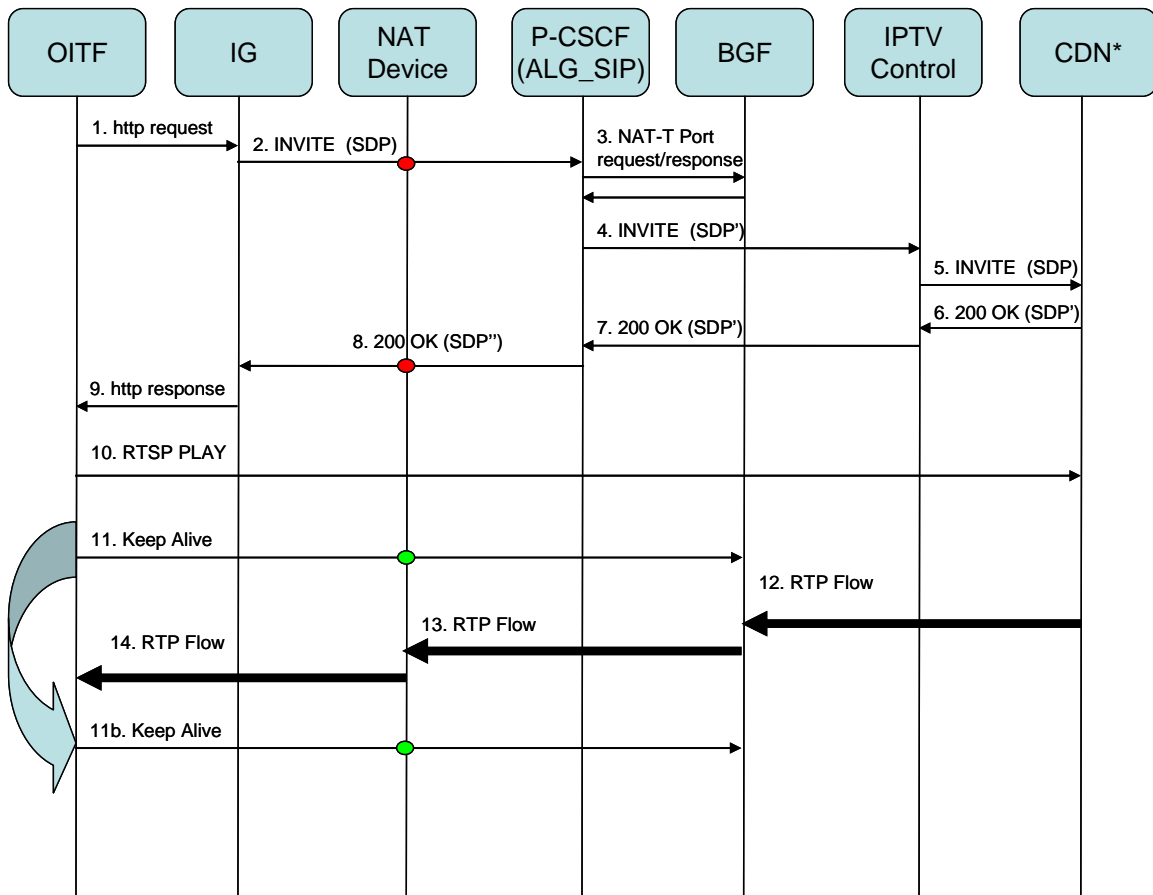 OITF
IG
NAT
Device
P-CSCF
(ALG_SIP)
BGF
IPTV
Control
CDN*
1. http request
2. INVITE  (SDP)
3. NAT-T Port
request/response
4. INVITE  (SDP')
5. INVITE  (SDP)
6. 200 OK (SDP')
7. 200 OK (SDP')
8. 200 OK (SDP'')
9. http response
10. RTSP PLAY
11. Keep Alive
12. RTP Flow
13. RTP Flow
14. RTP Flow
11b. Keep Alive